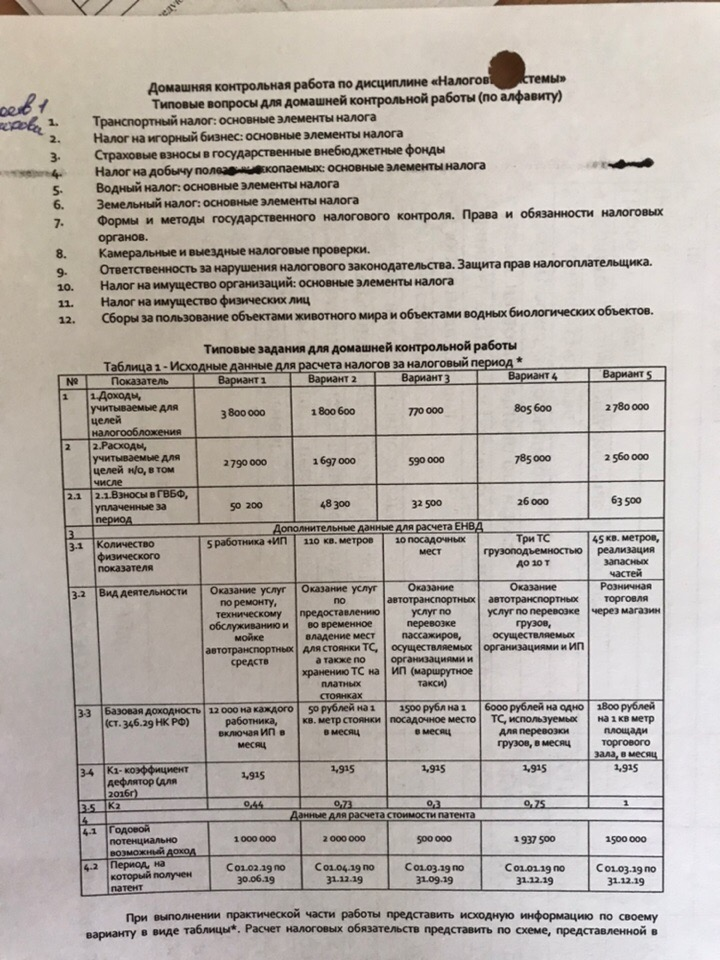 Домашняя контрольная работа по дисциплине «Налогов стемы»
Типовые вопросы для домашней контрольной работы (по алфавиту)
1. Транспортный налог: основные элементы налога
2. Налог на игорный бизнес: основные элементы налога
3. Страховые взносы в государственные внебюджетные фонды
4. Налог на добычу полез копаемых: основные элементы налога
5. Водный налог: основные элементы налога
6. Земельный налог: основные элементы налога
7. Формы и методы государственного налогового контроля. Права и обязанности налоговых
органов.
8. Камеральные и выездные налоговые проверки.
9. Ответственность за нарушения налогового законодательства. Защита прав налогоплательщика.
10. Налог на имущество организаций: основные элементы налога
11. Налог на имущество физических лиц
12. Сборы за пользование объектами животного мира и объектами водных биологических объектов.
Типовые задания для домашней контрольной работы
Таблица 1 - Исходные данные для расчета налогов за налоговый период *
№ Показатель Вариант 1 Вариант 2 Вариант 3 Вариант 4 Вариант 5
1 1.Доходы,
учитываемые для
целей
налогообложения
3 800 000 1 800 600 770 000 805 600 2 780 000
2 2.Расходы,
учитываемые для
целей н/о, в том
числе
2 790 000 1 697 000 590 000 785 000 2 560 000
2.1 2.1.Взносы в ГВБФ,
уплаченные за
период
50 200 48 300 32 500 26 000 63 500
3 Дополнительные данные для расчета ЕНВД
3.1 Количество
физического
показателя
5 работника +ИП
110 кв. метров
10 посадочных
мест
Три ТС
грузоподъемностью
до 10 т
45 кв. метров,
реализация
запасных
частей
3.2 Вид деятельности
Оказание услуг
по ремонту,
техническому
обслуживанию и
мойке
автотранспортных
средств
Оказание услуг
по
предоставлению
во временное
владение мест
для стоянки ТС,
а также по
хранению ТС на
платных
стоянках
Оказание
автотранспортных
услуг по
перевозке
пассажиров,
осуществляемых
организациями и
ИП (маршрутное
такси)
Оказание
автотранспортных
услуг по перевозке
грузов,
осуществляемых
организациями и ИП
Розничная
торговля
через магазин
3.3 Базовая доходность
(ст. 346.29 НК РФ)
12 000 на каждого
работника,
включая ИП в
месяц
50 рублей на 1
кв. метр стоянки
в месяц
1500 рубл на 1
посадочное место
в месяц
6000 рублей на одно
ТС, используемых
для перевозки
грузов, в месяц
1800 рублей
на 1 кв метр
площади
торгового
зала, в месяц
3.4 К1- коэффициент
дефлятор (для
2016г)
1,915 1,915 1,915 1,915 1,915
3.5 К2 0,44 0,73 0,3 0,75 1
4 Данные для расчета стоимости патента
4.1 Годовой
потенциально
возможный доход
1 000 000 2 000 000 500 000 1 937 500 1500 000
4.2 Период, на
который получен
патент
С 01.02.19 по
30.06.19
С 01.04.19 по
31.12.19
С 01.03.19 по
31.09.19
С 01.01.19 по
31.12.19
С 01.03.19 по
31.12.19
При выполнении практической части работы представить исходную информацию по своему
варианту в виде таблицы*. Расчет налоговых обязательств представить по схеме, представленной в